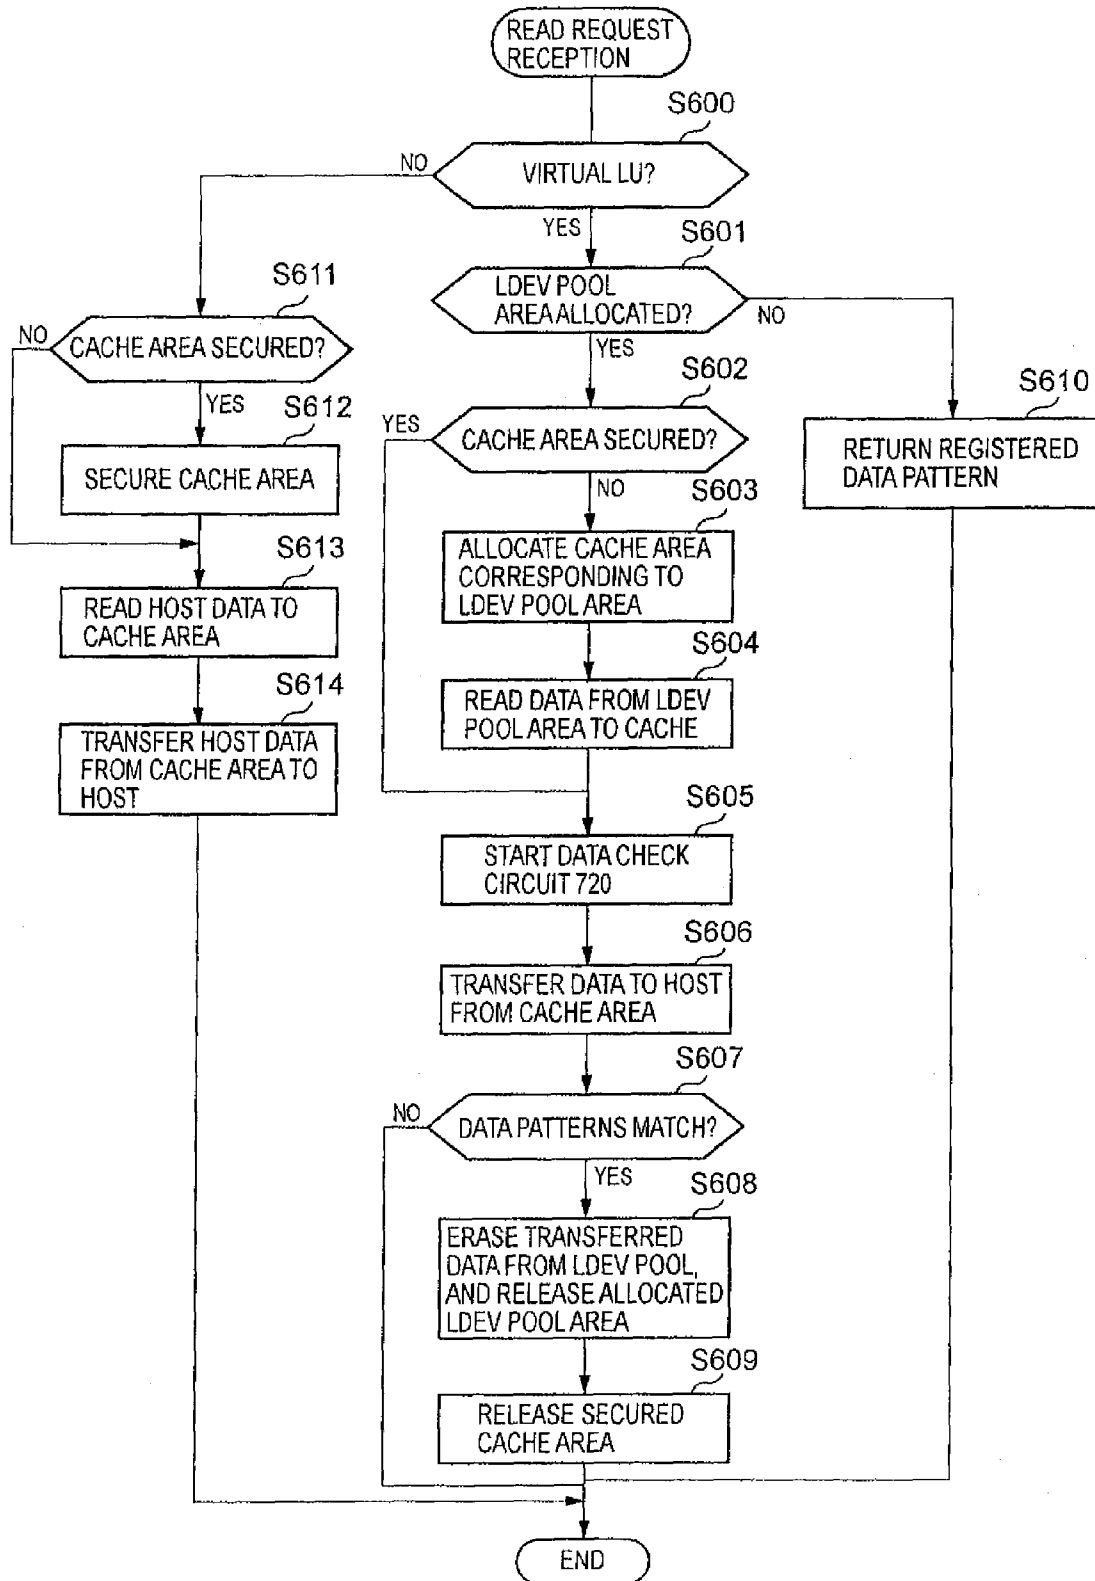 READ REQUEST
RECEPTION
S600
VIRTUAL LU?
NO
YES
S601
LDEV POOL
AREA ALLOCATED?
NO
YES
S611
CACHE AREA SECURED?
NO
YES
S602
CACHE AREA SECURED?
YES
NO
S610
RETURN REGISTERED
DATA PATTERN
S612
SECURE CACHE AREA
S603
ALLOCATE CACHE AREA
CORRESPONDING TO
LDEV POOL AREA
S613
READ HOST DATA TO
CACHE AREA
S604
READ DATA FROM LDEV
POOL AREA TO CACHE
S614
TRANSFER HOST DATA
FROM CACHE AREA TO
HOST
S605
START DATA CHECK
CIRCUIT 720
S606
TRANSFER DATA TO HOST
FROM CACHE AREA
S607
DATA PATTERNS MATCH?
NO
YES
S608
ERASE TRANSFERRED
DATA FROM LDEV POOL,
AND RELEASE ALLOCATED
LDEV POOL AREA
S609
RELEASE SECURED
CACHE AREA
END